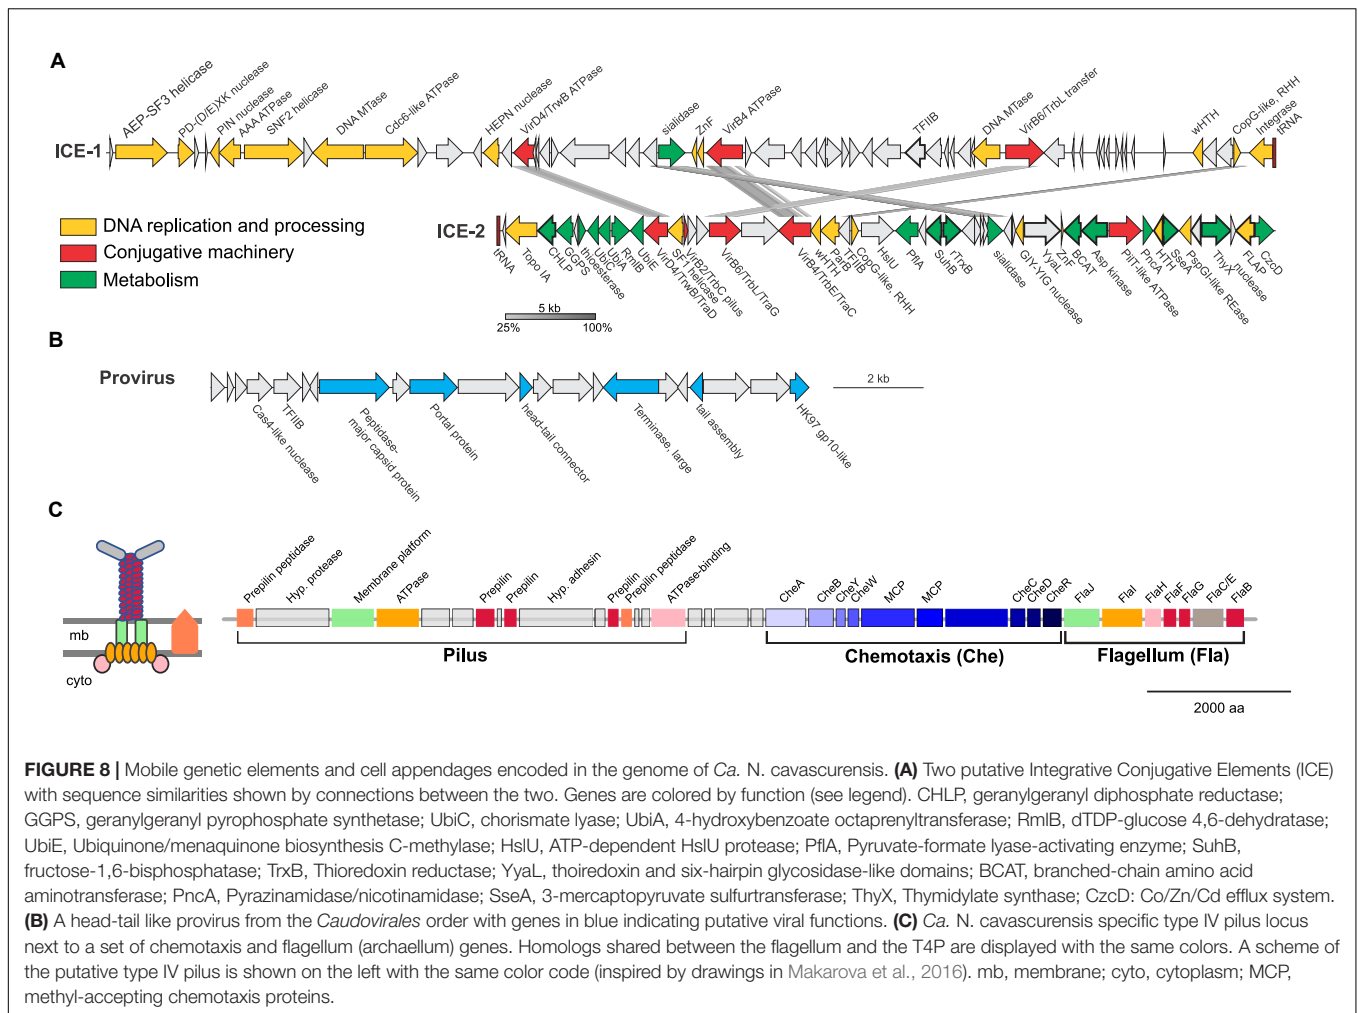 A
AEP-SF3 helicase
PD-(D/E)XK nuclease
PIN nuclease
AAA ATPase
SNF2 helicase
DNA MTase
Cdc6-like ATPase
HEPN nuclease
VirD4/TrwB ATPase
sialidase
ZnF
VirB4 ATPase
TFIIB
DNA MTase
VirB6/TrbL transfer
wHTH
CopG-like, RHH
Integrase
tRNA
ICE-1
DNA replication and processing
Conjugative machinery
Metabolism
ICE-2
tRNA
Topo IA
CHLP
GGPS
thioesterase
UbiC
UbiA
RmlB
UbiE
VirD4/TrwB/TraD
SF1 helicase
VirB2/TrbC pilus
VirB6/TrbL/TraG
VirB4/TrbE/TraC
wHTH
ParB
TFIIB
CopG-like, RHH
HslU
PflA
SuhB
rTrxB
sialidase
GIY-YIG nuclease
YyaL
ZnF
BCAT
Asp kinase
PilT-like ATPase
PncA
HTH
SseA
PspGI-like REase
ThyX
nuclease
FLAP
CzcD
5 kb
25% 100%
B
Provirus
Cas4-like nuclease
TFIIB
Peptidase-
major capsid protein
Portal protein
head-tail connector
Terminase, large
tail assembly
HK97 gp10-like
2 kb
C
mb
cyto
Prepilin peptidase
Hyp. protease
Membrane platform
ATPase
Prepilin
Prepilin
Hyp. adhesin
Prepilin
Prepilin peptidase
ATPase-binding
CheA
CheB
CheY
CheW
MCP
MCP
CheC
CheD
CheR
FlaJ
FlaI
FlaH
FlaF
FlaG
FlaC/E
FlaB
Pilus
Chemotaxis (Che)
Flagellum (Fla)
2000 aa
FIGURE 8 | Mobile genetic elements and cell appendages encoded in the genome of Ca. N. cavascurensis. (A) Two putative Integrative Conjugative Elements (ICE)
with sequence similarities shown by connections between the two. Genes are colored by function (see legend). CHLP, geranylgeranyl diphosphate reductase;
GGPS, geranylgeranyl pyrophosphate synthetase; UbiC, chorismate lyase; UbiA, 4-hydroxybenzoate octaprenyltransferase; RmlB, dTDP-glucose 4,6-dehydratase;
UbiE, Ubiquinone/menaquinone biosynthesis C-methylase; HslU, ATP-dependent HslU protease; PflA, Pyruvate-formate lyase-activating enzyme; SuhB,
fructose-1,6-bisphosphatase; TrxB, Thioredoxin reductase; YyaL, thoiredoxin and six-hairpin glycosidase-like domains; BCAT, branched-chain amino acid
aminotransferase; PncA, Pyrazinamidase/nicotinamidase; SseA, 3-mercaptopyruvate sulfurtransferase; ThyX, Thymidylate synthase; CzcD: Co/Zn/Cd efflux system.
(B) A head-tail like provirus from the Caudovirales order with genes in blue indicating putative viral functions. (C) Ca. N. cavascurensis specific type IV pilus locus
next to a set of chemotaxis and flagellum (archaellum) genes. Homologs shared between the flagellum and the T4P are displayed with the same colors. A scheme of
the putative type IV pilus is shown on the left with the same color code (inspired by drawings in Makarova et al., 2016). mb, membrane; cyto, cytoplasm; MCP,
methyl-accepting chemotaxis proteins.